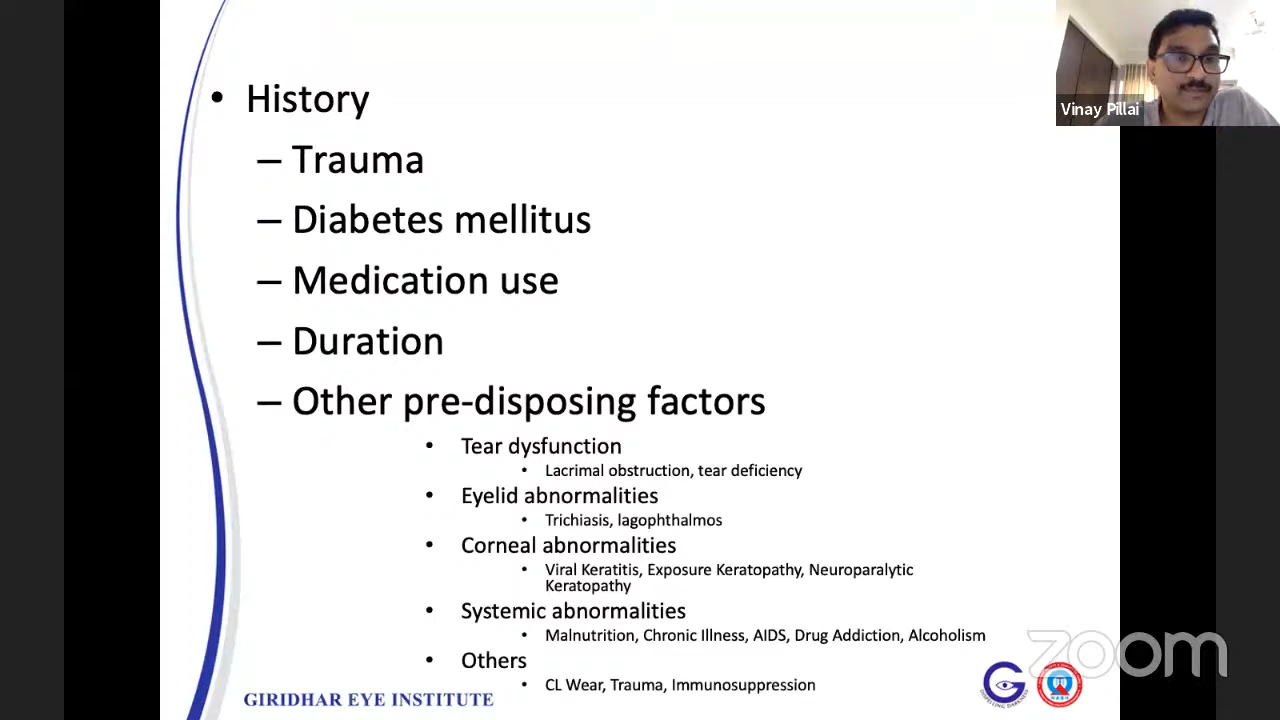 Vinay Pillai
• History
– Trauma
– Diabetes mellitus
– Medication use
– Duration
– Other pre-disposing factors
• Tear dysfunction
• Lacrimal obstruction, tear deficiency
• Eyelid abnormalities
• Trichiasis, lagophthalmos
• Corneal abnormalities
• Viral Keratitis, Exposure Keratopathy, Neuroparalytic
Keratopathy
• Systemic abnormalities
• Malnutrition, Chronic Illness, AIDS, Drug Addiction, Alcoholism
• Others
• CL Wear, Trauma, Immunosuppression
GIRIDHAR EYE INSTITUTE
zoom